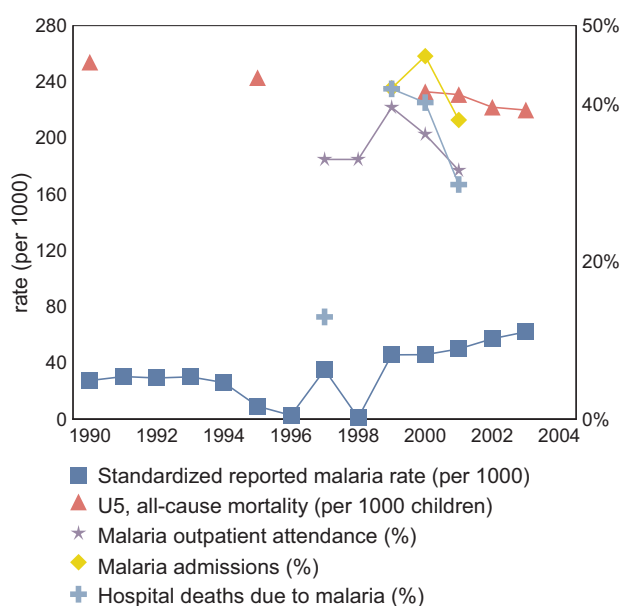 280
240
200
160
120
80
40
0
rate (per 1000)
50%
40%
20%
0%
1990 1992 1994 1996 1998 2000 2002 2004
Standardized reported malaria rate (per 1000)
U5, all-cause mortality (per 1000 children)
Malaria outpatient attendance (%)
Malaria admissions (%)
Hospital deaths due to malaria (%)